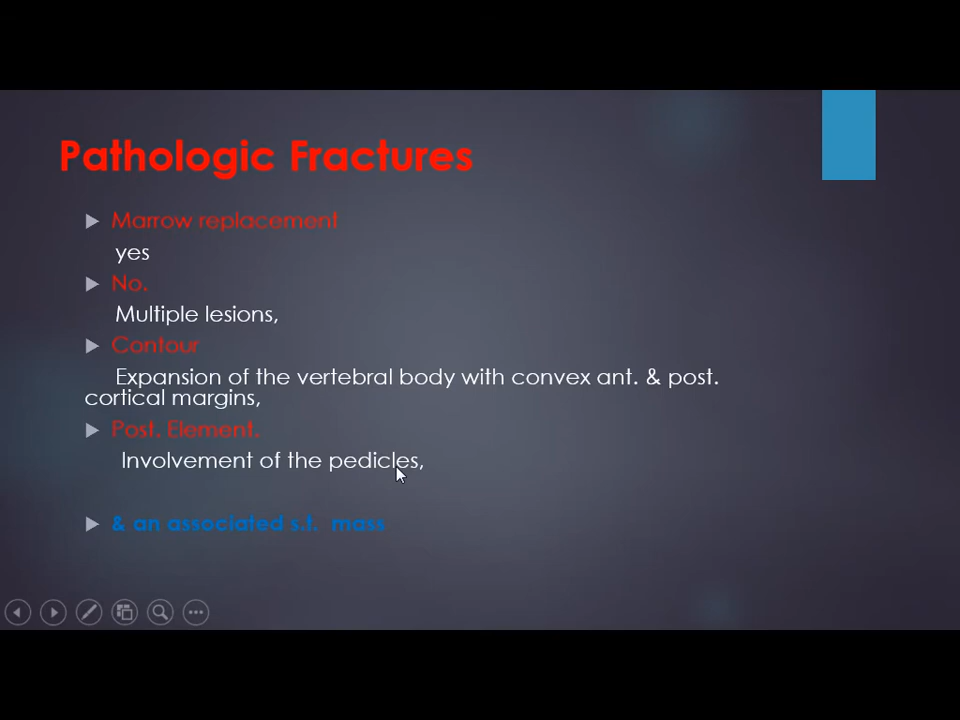 Pathologic Fractures
Marrow replacement
yes
No.
Multiple lesions,
Contour
Expansion of the vertebral body with convex ant. & post.
cortical margins,
Post. Element.
Involvement of the pedicles,
& an associated s.t. mass